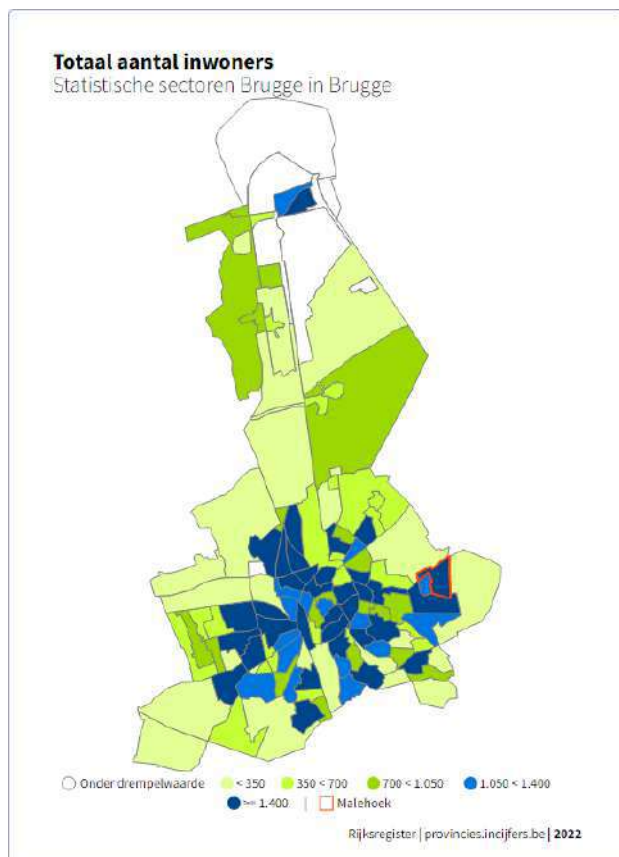 Totaal aantal inwoners
Statistische sectoren Brugge in Brugge
Onder drempelwaarde < 350 350 < 700 700 < 1.050 1.050 < 1.400
>= 1.400 | Malehoek
Rijksregister | provincies.incijfers.be | 2022